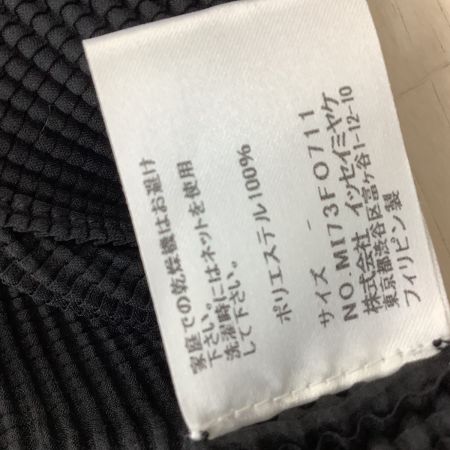 家庭での乾燥機はお避け
下さい。
洗濯時にはネットを使用
して下さい。
ポリエステル100%
サイズ -
NO.MI73FO711
株式会社 イッセイミヤケ
東京都渋谷区富ヶ谷1-12-10
フィリピン製